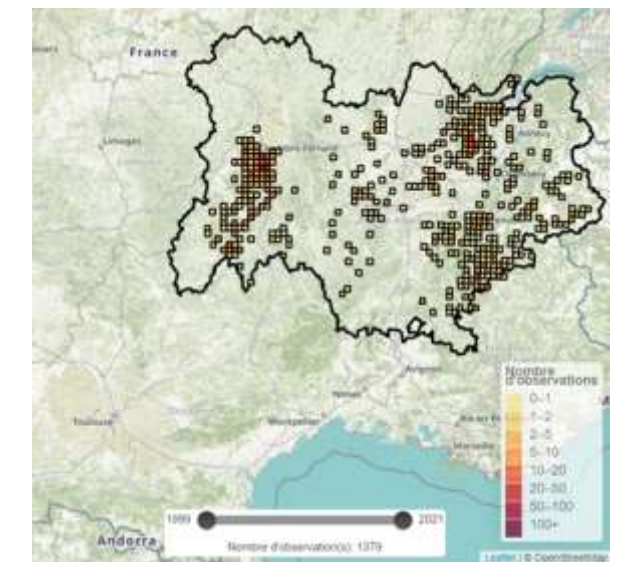 France
Limoges
Annecy
Avignon
Nîmes
Toulouse
Montpellier
Marseille
Nombre
d'observations
0–1
1–2
2–5
5–10
10–20
20–50
50–100
100+
1999
2021
Nombre d'observation(s): 1379
Andorra
Leaflet | © OpenStreetMap